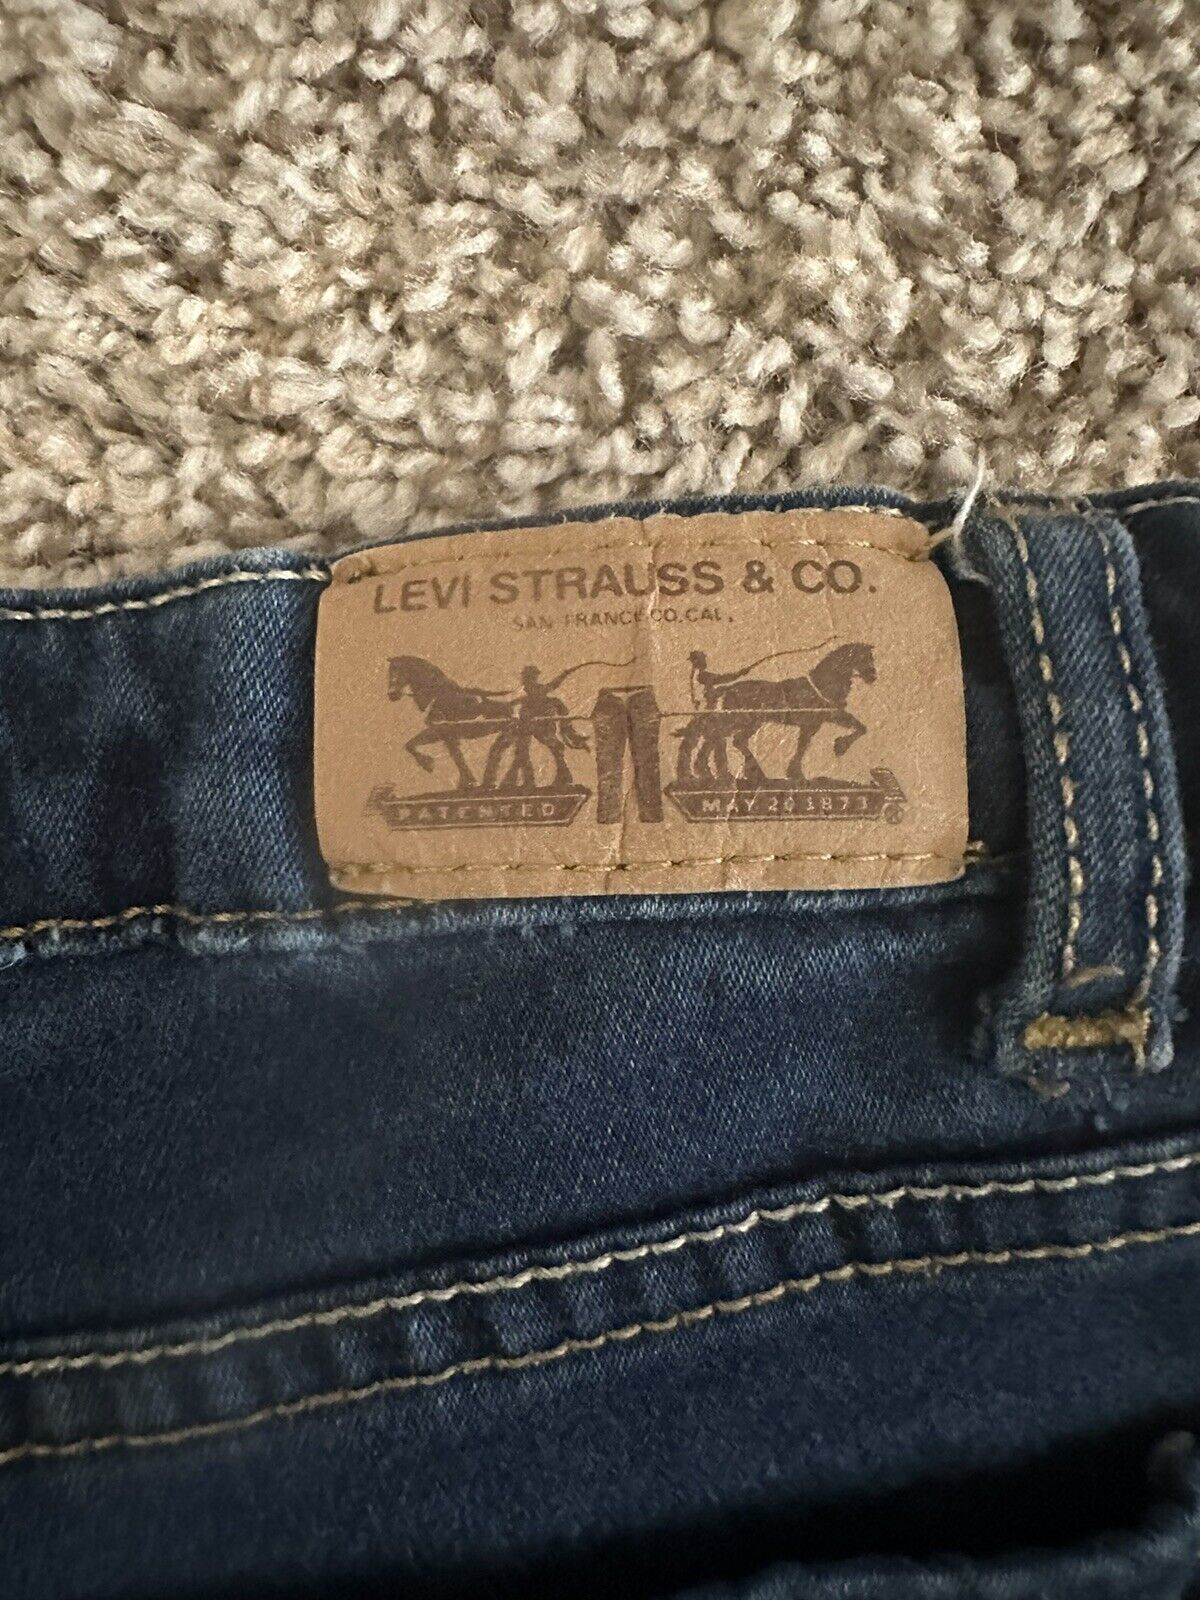 LEVI STRAUSS & CO.
SAN FRANCISCO, CAL.
PATENTED
MAY 20 1873